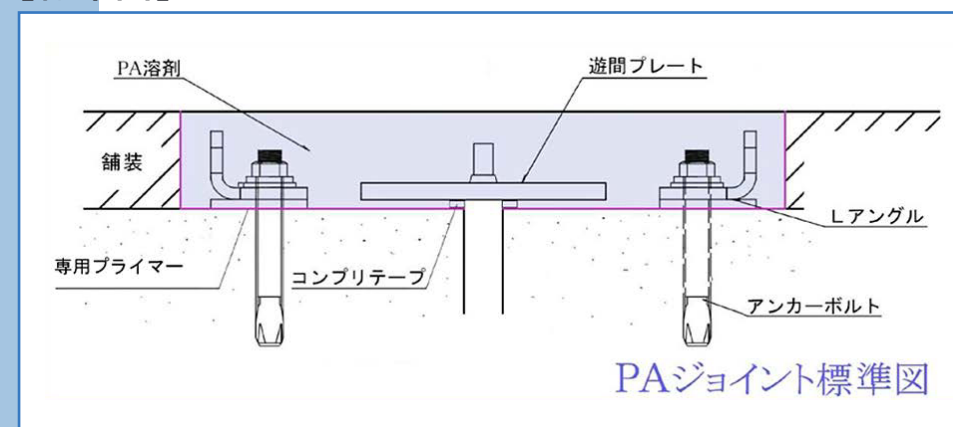 PA溶剤
遊間プレート
舗装
Lアングル
専用プライマー
コンプリテープ
アンカーボルト
PAジョイント標準図